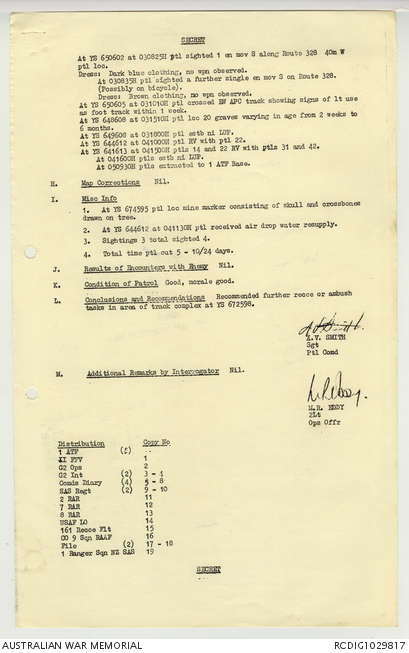 SECRET
At YS 650602 at 030825H ptl sighted 1 en mov S along Route 328 40m W
ptl loc.
Dress: Dark blue clothing, no wpn observed.
At 030835H ptl sighted a further single en mov S on Route 328.
(Possibly on bicycle).
Dress: Brown clothing, no wpn observed.
At YS 650605 at 031010H ptl crossed EW APC track showing signs of lt use
as foot track within 1 week.
At YS 648608 at 031510H ptl loc 20 graves varying in age from 2 weeks to
6 months.
At YS 649608 at 031800H ptl estb ni LUP.
At YS 644612 at 041000H ptl RV with ptl 22.
At YS 641613 at 041500H ptls 14 and 22 RV with ptls 31 and 42.
At 041600H ptls estb ni LUP.
At 050930H ptls extracted to 1 ATF Base.
H. Map Corrections Nil.
I. Misc Info
1. At YS 674595 ptl loc mine marker consisting of skull and crossbones
drawn on tree.
2. At YS 644612 at 041130H ptl received air drop water resupply.
3. Sightings 3 total sighted 4.
4. Total time ptl out 5 - 10/24 days.
J. Results of Encounters with Enemy Nil.
K. Condition of Patrol Good, morale good.
L. Conclusions and Recommendations Recommended further recce or ambush
tasks in area of track complex at YS 672598.
A.V. SMITH
Sgt
Ptl Comd
M. Additional Remarks by Interrogator Nil.
M.R. EDDY
2Lt
Ops Offr
Distribution Copy No
1 ATF
II FFV 1
G2 Ops 2
G2 Int (2) 3 - 4
Comds Diary (4) 5 - 8
SAS Regt (2) 9 - 10
2 RAR 11
7 RAR 12
8 RAR 13
USAF LO 14
161 Recce Flt 15
CO 9 Sqn RAAF 16
File (2) 17 - 18
1 Ranger Sqn NZ SAS 19
SECRET
AUSTRALIAN WAR MEMORIAL RCDIG1029817